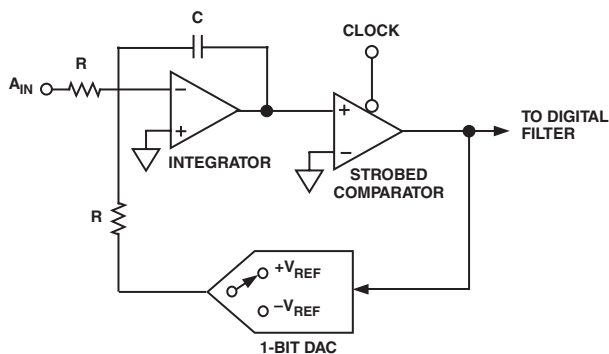 C
CLOCK
R
A_IN
−
+
INTEGRATOR
+
−
STROBED
COMPARATOR
TO DIGITAL
FILTER
R
+V_REF
−V_REF
1-BIT DAC